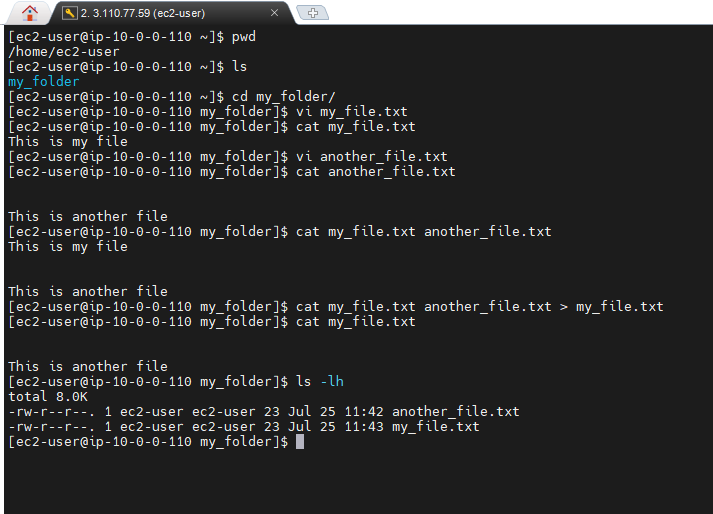 2. 3.110.77.59 (ec2-user)
[ec2-user@ip-10-0-0-110 ~]$ pwd
/home/ec2-user
[ec2-user@ip-10-0-0-110 ~]$ ls
my_folder
[ec2-user@ip-10-0-0-110 ~]$ cd my_folder/
[ec2-user@ip-10-0-0-110 my_folder]$ vi my_file.txt
[ec2-user@ip-10-0-0-110 my_folder]$ cat my_file.txt
This is my file
[ec2-user@ip-10-0-0-110 my_folder]$ vi another_file.txt
[ec2-user@ip-10-0-0-110 my_folder]$ cat another_file.txt
This is another file
[ec2-user@ip-10-0-0-110 my_folder]$ cat my_file.txt another_file.txt
This is my file
This is another file
[ec2-user@ip-10-0-0-110 my_folder]$ cat my_file.txt another_file.txt > my_file.txt
[ec2-user@ip-10-0-0-110 my_folder]$ cat my_file.txt
This is another file
[ec2-user@ip-10-0-0-110 my_folder]$ ls -lh
total 8.0K
-rw-r--r--. 1 ec2-user ec2-user 23 Jul 25 11:42 another_file.txt
-rw-r--r--. 1 ec2-user ec2-user 23 Jul 25 11:43 my_file.txt
[ec2-user@ip-10-0-0-110 my_folder]$